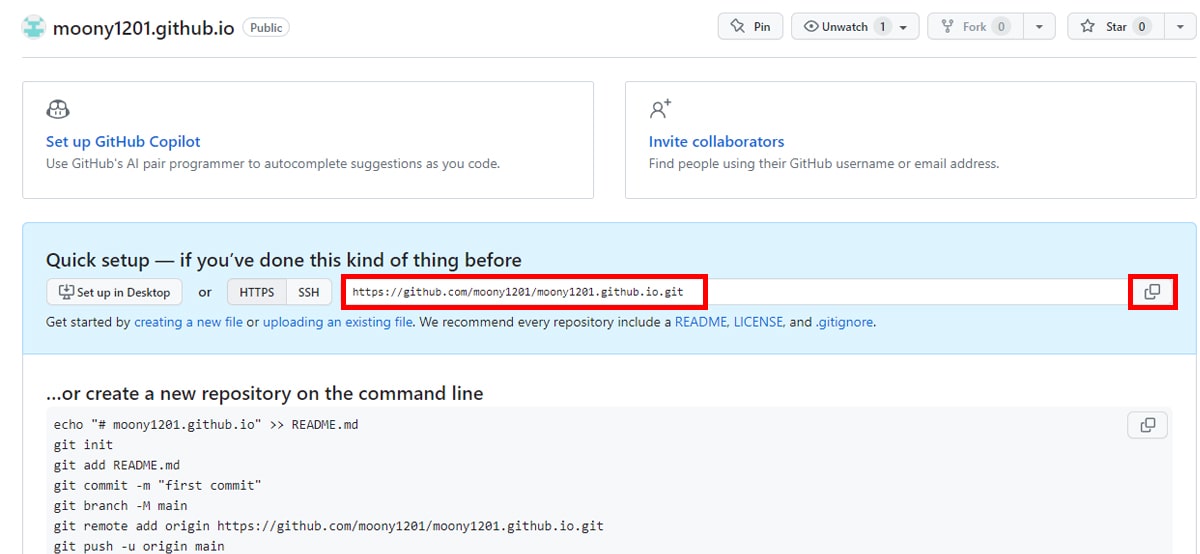 moony1201.github.io Public Pin Unwatch 1 Fork 0 Star 0
Set up GitHub Copilot
Use GitHub's AI pair programmer to autocomplete suggestions as you code.
Invite collaborators
Find people using their GitHub username or email address.
Quick setup — if you've done this kind of thing before
Set up in Desktop or HTTPS SSH https://github.com/moony1201/moony1201.github.io.git
Get started by creating a new file or uploading an existing file. We recommend every repository include a README, LICENSE, and .gitignore.
…or create a new repository on the command line
echo "# moony1201.github.io" >> README.md
git init
git add README.md
git commit -m "first commit"
git branch -M main
git remote add origin https://github.com/moony1201/moony1201.github.io.git
git push -u origin main